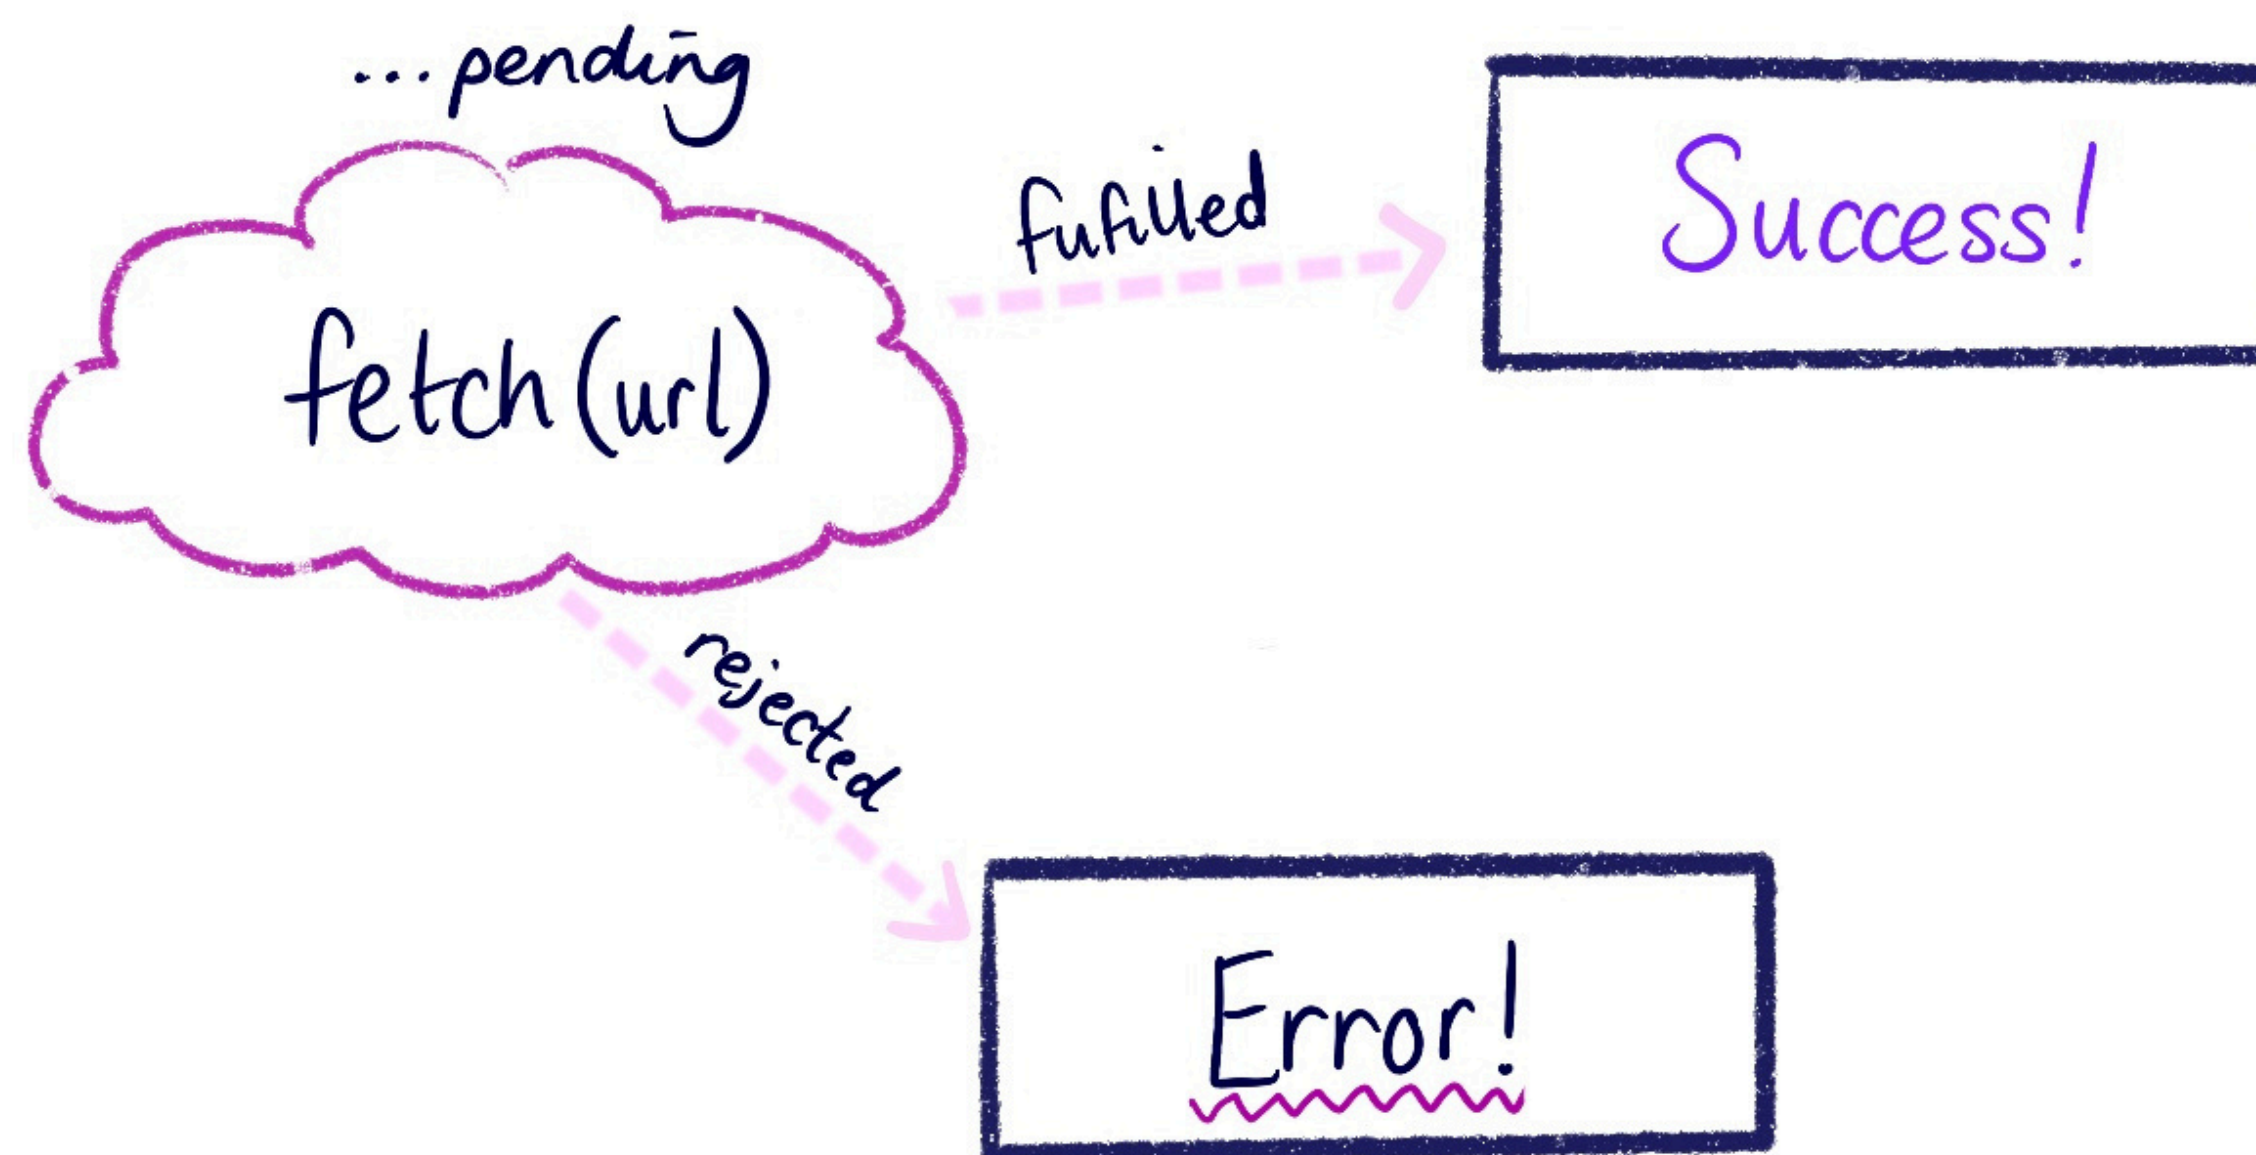 ...pending
fufilled
Success!
fetch(url)
rejected
Error!